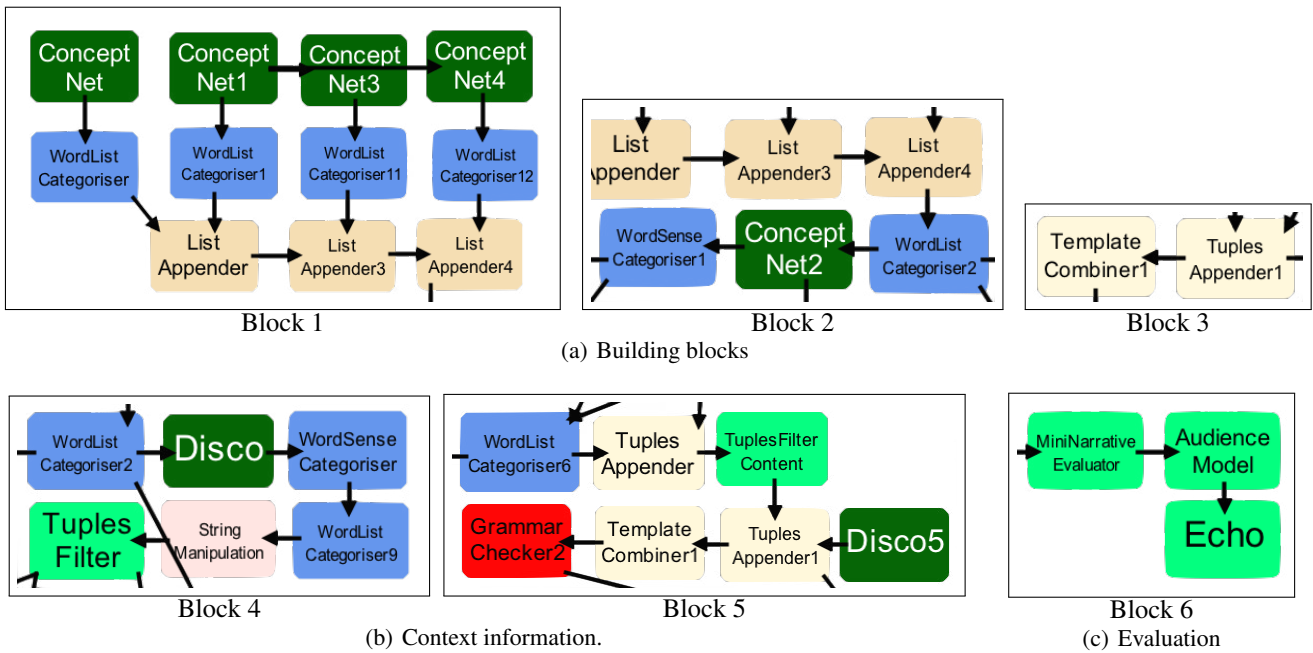 Concept
Net
Concept
Net1
Concept
Net3
Concept
Net4
WordList
Categoriser
WordList
Categoriser1
WordList
Categoriser11
WordList
Categoriser12
List
Appender
List
Appender3
List
Appender4
Block 1
List
Appender
List
Appender3
List
Appender4
WordSense
Categoriser1
Concept
Net2
WordList
Categoriser2
Block 2
Template
Combiner1
Tuples
Appender1
Block 3
(a) Building blocks
WordList
Categoriser2
Disco
WordSense
Categoriser
Tuples
Filter
String
Manipulation
WordList
Categoriser9
Block 4
WordList
Categoriser6
Tuples
Appender
TuplesFilter
Content
Grammar
Checker2
Template
Combiner1
Tuples
Appender1
Disco5
Block 5
(b) Context information.
MiniNarrative
Evaluator
Audience
Model
Echo
Block 6
(c) Evaluation